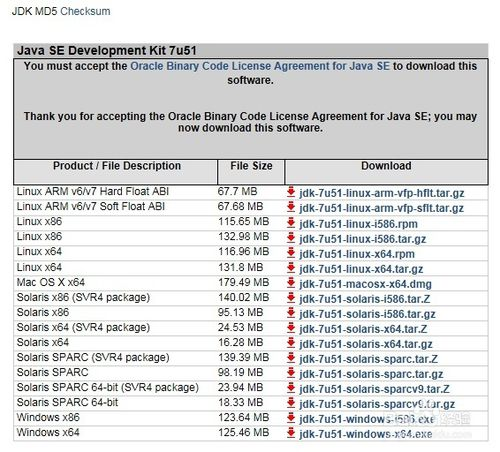 JDK MD5 Checksum
Java SE Development Kit 7u51
You must accept the Oracle Binary Code License Agreement for Java SE to download this
software.
Thank you for accepting the Oracle Binary Code License Agreement for Java SE; you may
now download this software.
Product / File Description File Size Download
Linux ARM v6/v7 Hard Float ABI 67.7 MB jdk-7u51-linux-arm-vfp-hflt.tar.gz
Linux ARM v6/v7 Soft Float ABI 67.68 MB jdk-7u51-linux-arm-vfp-sflt.tar.gz
Linux x86 115.65 MB jdk-7u51-linux-i586.rpm
Linux x86 132.98 MB jdk-7u51-linux-i586.tar.gz
Linux x64 116.96 MB jdk-7u51-linux-x64.rpm
Linux x64 131.8 MB jdk-7u51-linux-x64.tar.gz
Mac OS X x64 179.49 MB jdk-7u51-macosx-x64.dmg
Solaris x86 (SVR4 package) 140.02 MB jdk-7u51-solaris-i586.tar.Z
Solaris x86 95.13 MB jdk-7u51-solaris-i586.tar.gz
Solaris x64 (SVR4 package) 24.53 MB jdk-7u51-solaris-x64.tar.Z
Solaris x64 16.28 MB jdk-7u51-solaris-x64.tar.gz
Solaris SPARC (SVR4 package) 139.39 MB jdk-7u51-solaris-sparc.tar.Z
Solaris SPARC 98.19 MB jdk-7u51-solaris-sparc.tar.gz
Solaris SPARC 64-bit (SVR4 package) 23.94 MB jdk-7u51-solaris-sparcv9.tar.Z
Solaris SPARC 64-bit 18.33 MB jdk-7u51-solaris-sparcv9.tar.gz
Windows x86 123.64 MB jdk-7u51-windows-i586.exe
Windows x64 125.46 MB jdk-7u51-windows-x64.exe